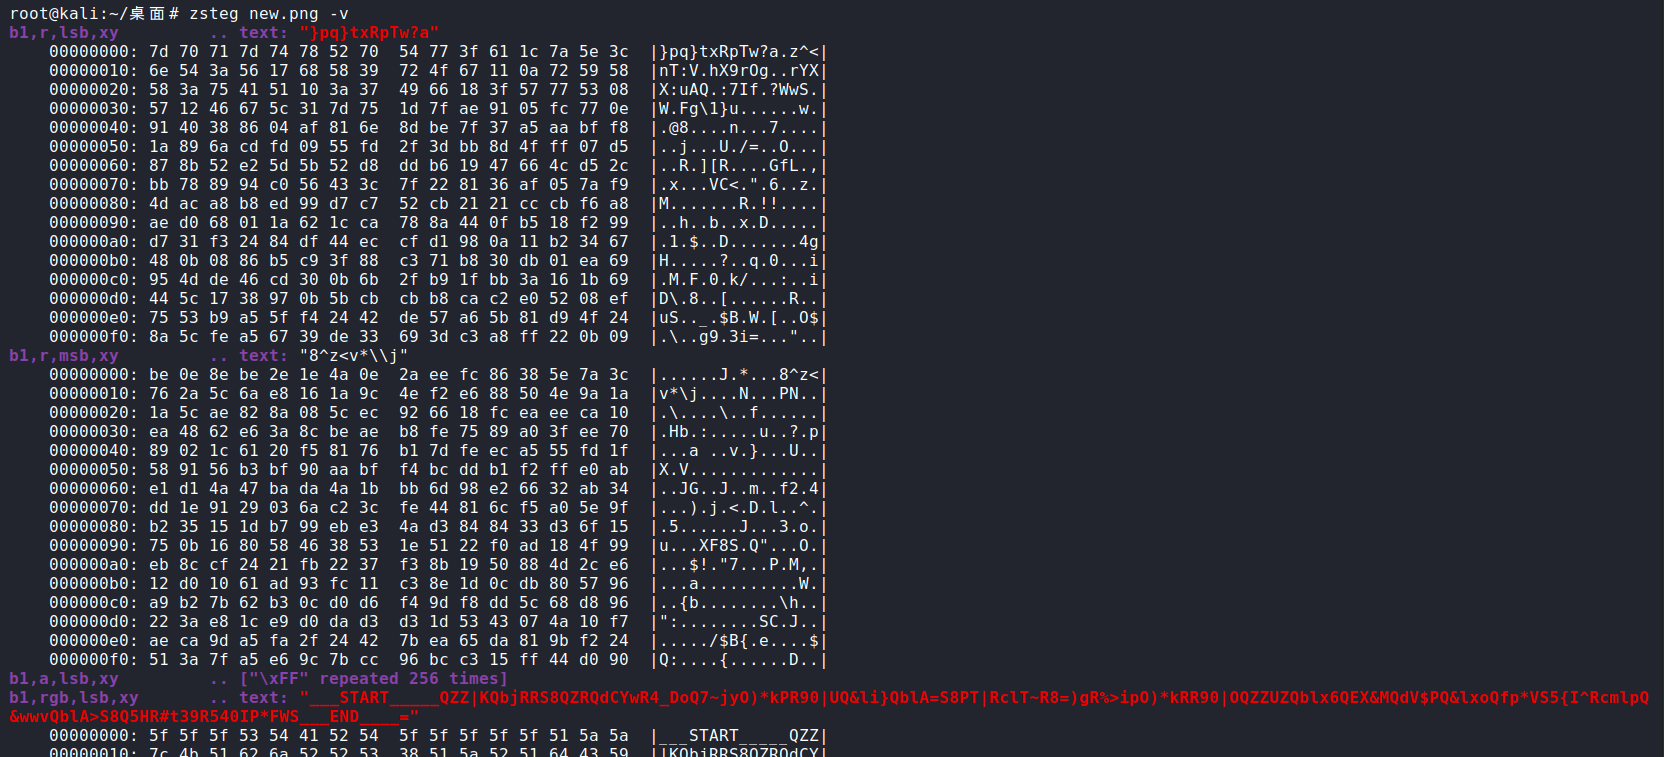 root@kali:~/桌面# zsteg new.png -v
b1,r,lsb,xy         .. text: "}pq}txRpTw?a"
    00000000: 7d 70 71 7d 74 78 52 70  54 77 3f 61 1c 7a 5e 3c  |}pq}txRpTw?a.z^<|
    00000010: 6e 54 3a 56 17 68 58 39  72 4f 67 11 0a 72 59 58  |nT:V.hX9rOg..rYX|
    00000020: 58 3a 75 41 51 10 3a 37  49 66 18 3f 57 77 53 08  |X:uAQ.:7If.?WwS.|
    00000030: 57 12 46 67 5c 31 7d 75  1d 7f ae 91 05 fc 77 0e  |W.Fg\1}u......w.|
    00000040: 91 40 38 86 04 af 81 6e  8d be 7f 37 a5 aa bf f8  |.@8....n...7....|
    00000050: 1a 89 6a cd fd 09 55 fd  2f 3d bb 8d 4f ff 07 d5  |..j...U./=..O...|
    00000060: 87 8b 52 e2 5d 5b 52 d8  dd b6 19 47 66 4c d5 2c  |..R.][R....GfL.,|
    00000070: bb 78 89 94 c0 56 43 3c  7f 22 81 36 af 05 7a f9  |.x...VC<.".6..z.|
    00000080: 4d ac a8 b8 ed 99 d7 c7  52 cb 21 21 cc cb f6 a8  |M.......R.!!....|
    00000090: ae d0 68 01 1a 62 1c ca  78 8a 44 0f b5 18 f2 99  |..h..b..x.D.....|
    000000a0: d7 31 f3 24 84 df 44 ec  cf d1 98 0a 11 b2 34 67  |.1.$..D.......4g|
    000000b0: 48 0b 08 86 b5 c9 3f 88  c3 71 b8 30 db 01 ea 69  |H.....?..q.0...i|
    000000c0: 95 4d de 46 cd 30 0b 6b  2f b9 1f bb 3a 16 1b 69  |.M.F.0.k/...:..i|
    000000d0: 44 5c 17 38 97 0b 5b cb  cb b8 ca c2 e0 52 08 ef  |D\.8..[......R..|
    000000e0: 75 53 b9 a5 5f f4 24 42  de 57 a6 5b 81 d9 4f 24  |uS.._.$B.W.[..O$|
    000000f0: 8a 5c fe a5 67 39 de 33  69 3d c3 a8 ff 22 0b 09  |.\..g9.3i=..."..|
b1,r,msb,xy         .. text: "8^z<v*\\j"
    00000000: be 0e 8e be 2e 1e 4a 0e  2a ee fc 86 38 5e 7a 3c  |......J.*...8^z<|
    00000010: 76 2a 5c 6a e8 16 1a 9c  4e f2 e6 88 50 4e 9a 1a  |v*\j....N...PN..|
    00000020: 1a 5c ae 82 8a 08 5c ec  92 66 18 fc ea ee ca 10  |.\....\..f......|
    00000030: ea 48 62 e6 3a 8c be ae  b8 fe 75 89 a0 3f ee 70  |.Hb.:.....u..?.p|
    00000040: 89 02 1c 61 20 f5 81 76  b1 7d fe ec a5 55 fd 1f  |...a ..v.}...U..|
    00000050: 58 91 56 b3 bf 90 aa bf  f4 bc dd b1 f2 ff e0 ab  |X.V.............|
    00000060: e1 d1 4a 47 ba da 4a 1b  bb 6d 98 e2 66 32 ab 34  |..JG..J..m..f2.4|
    00000070: dd 1e 91 29 03 6a c2 3c  fe 44 81 6c f5 a0 5e 9f  |...).j.<.D.l..^.|
    00000080: b2 35 15 1d b7 99 eb e3  4a d3 84 84 33 d3 6f 15  |.5......J...3.o.|
    00000090: 75 0b 16 80 58 46 38 53  1e 51 22 f0 ad 18 4f 99  |u...XF8S.Q"...O.|
    000000a0: eb 8c cf 24 21 fb 22 37  f3 8b 19 50 88 4d 2c e6  |...$!."7...P.M,.|
    000000b0: 12 d0 10 61 ad 93 fc 11  c3 8e 1d 0c db 80 57 96  |...a..........W.|
    000000c0: a9 b2 7b 62 b3 0c d0 d6  f4 9d f8 dd 5c 68 d8 96  |..{b........\h..|
    000000d0: 22 3a e8 1c e9 d0 da d3  d3 1d 53 43 07 4a 10 f7  |":........SC.J..|
    000000e0: ae ca 9d a5 fa 2f 24 42  7b ea 65 da 81 9b f2 24  |...../$B{.e....$|
    000000f0: 51 3a 7f a5 e6 9c 7b cc  96 bc c3 15 ff 44 d0 90  |Q:....{......D..|
b1,a,lsb,xy         .. ["\xFF" repeated 256 times]
b1,rgb,lsb,xy       .. text: "___START_____QZZ|KQbjRRS8QZRQdCYwR4_DoQ7~jyO)*kPR90|UQ&li}QblA=S8PT|RclT~R8=)gR%>ipO)*kRR90|OQZZUZQblx6QEX&MQdV$PQ&lxoQfp*VS5{I^RcmlpQ
&wwvQblA>S8Q5HR#t39R540IP*FWS___END____="
    00000000: 5f 5f 5f 53 54 41 52 54  5f 5f 5f 5f 5f 51 5a 5a  |___START_____QZZ|
    00000010: 7c 4b 51 62 6a 52 52 53  38 51 5a 52 51 64 43 59  ||KQbjRRS8QZRQdCY|